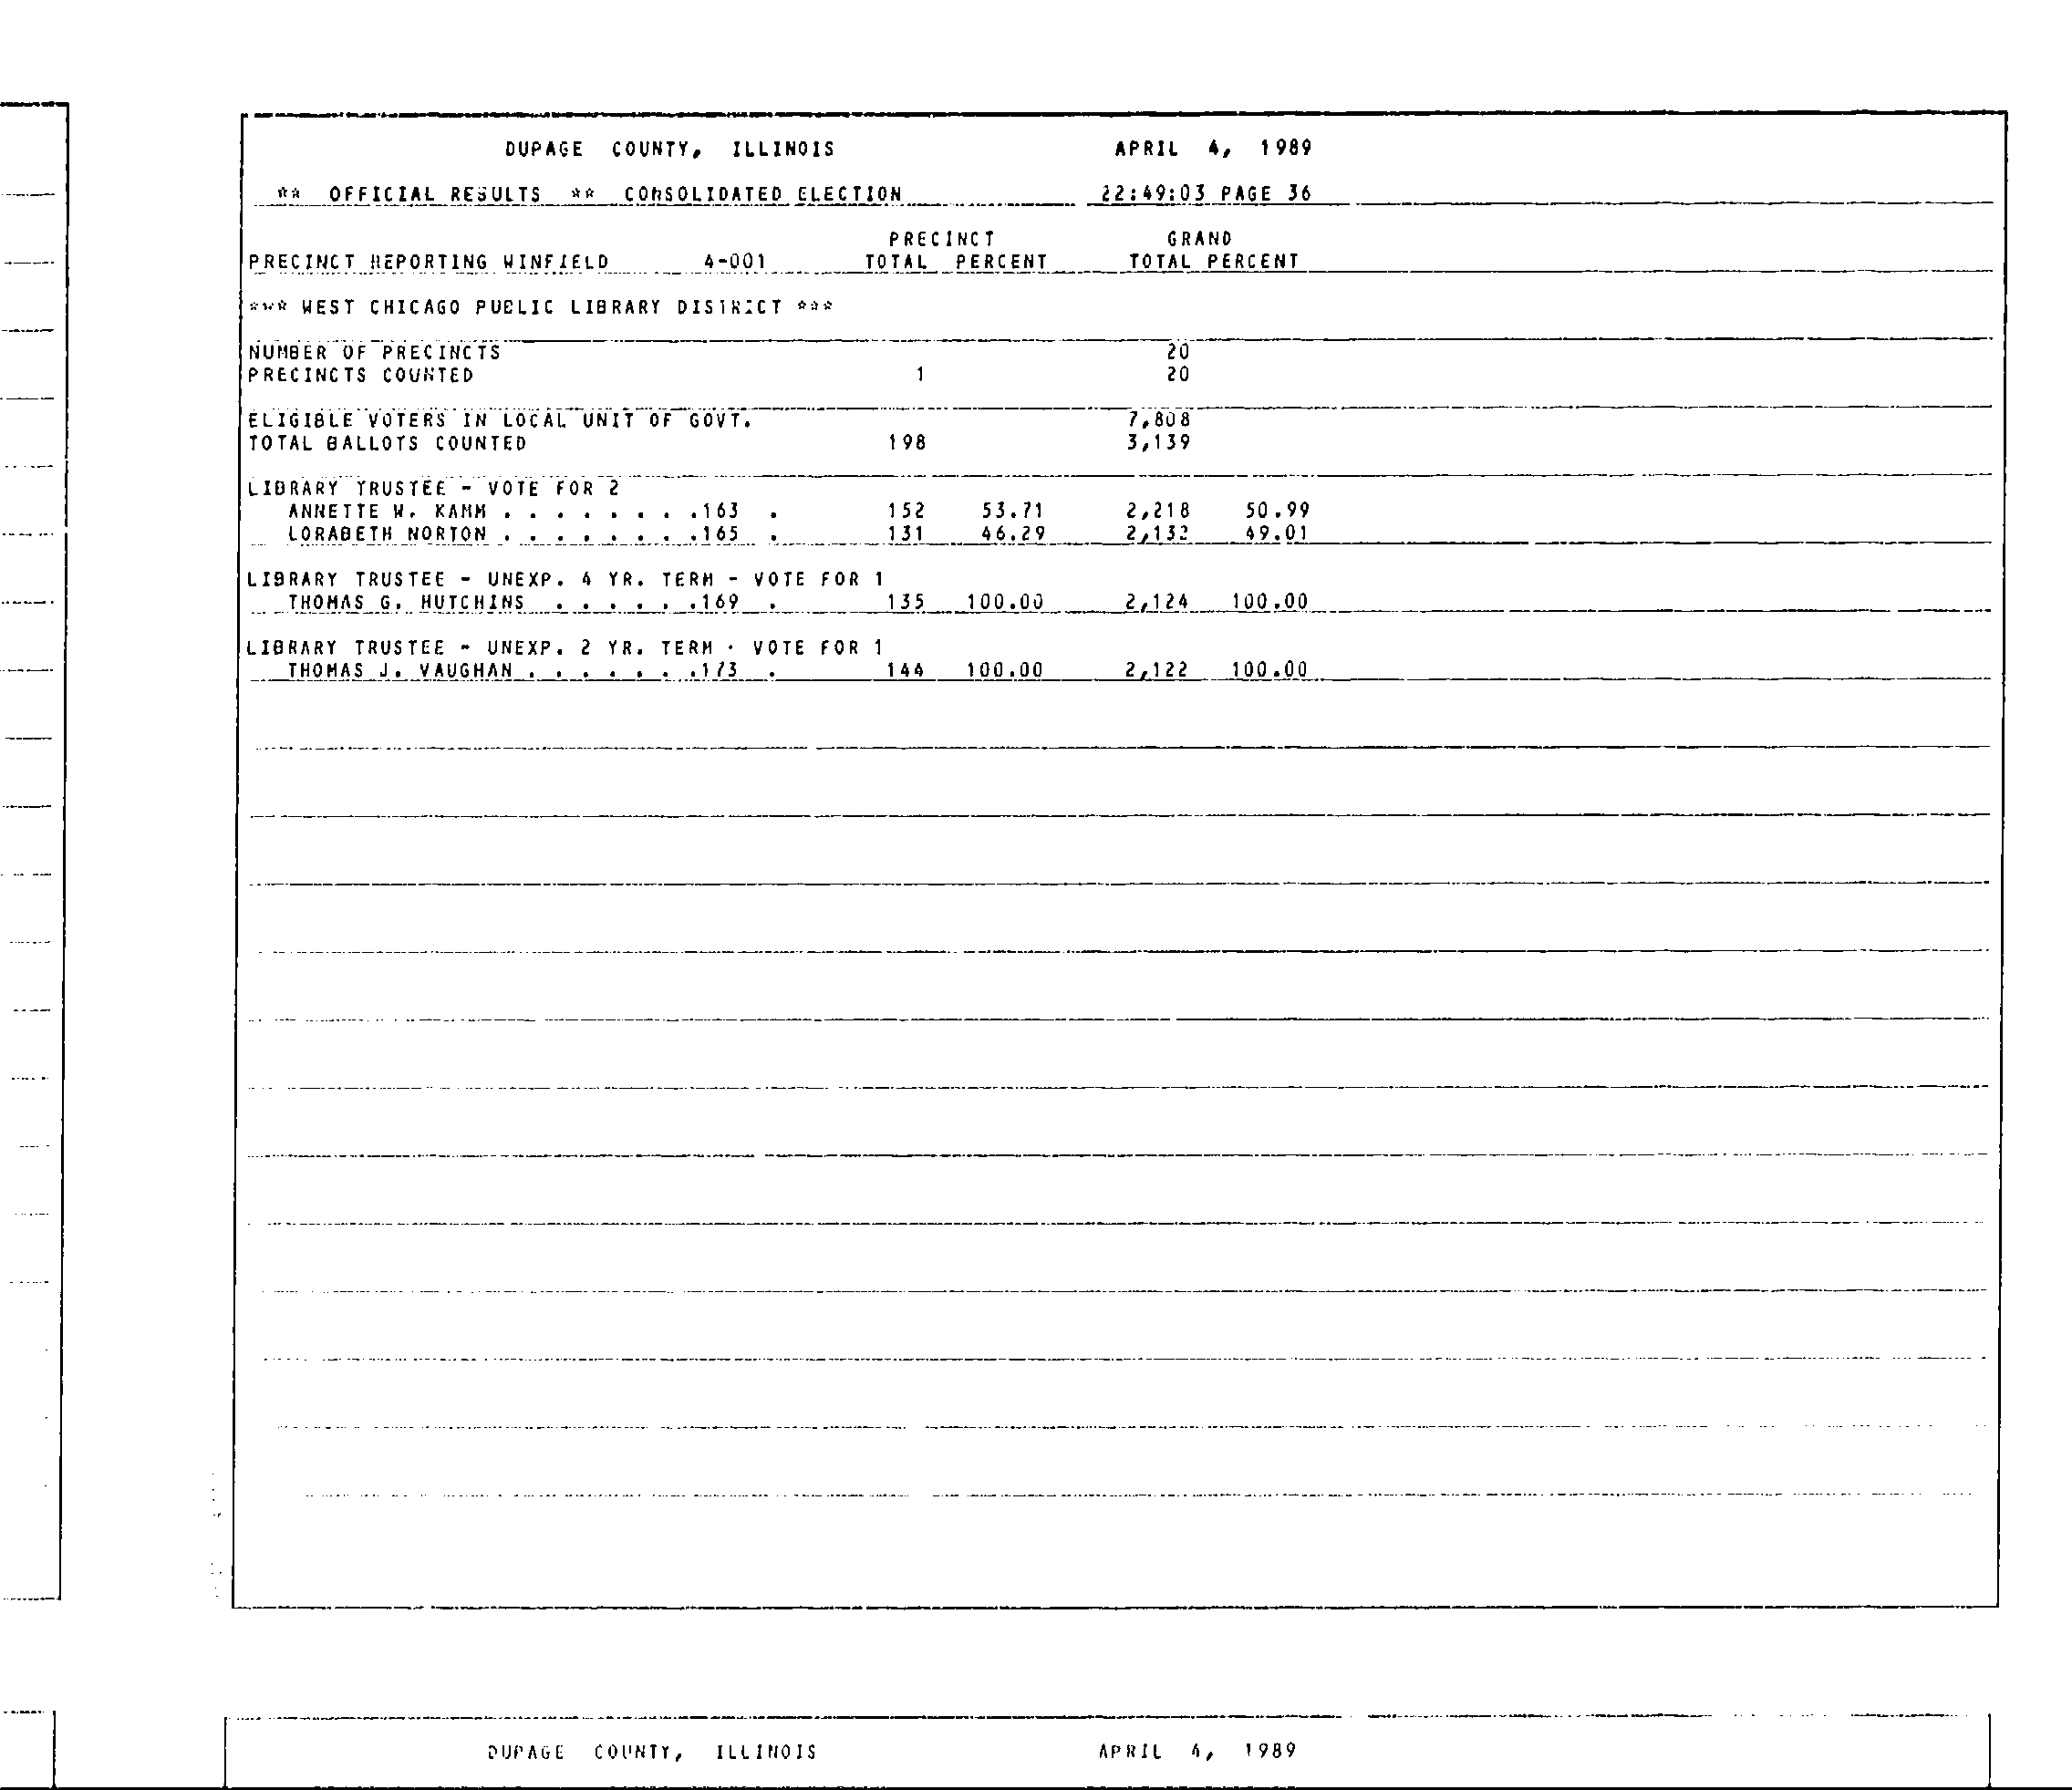 DUPAGE COUNTY, ILLINOIS APRIL 4, 1989
** OFFICIAL RESULTS ** CONSOLIDATED ELECTION 22:49:03 PAGE 36
PRECINCT GRAND
PRECINCT REPORTING WINFIELD 4-001 TOTAL PERCENT TOTAL PERCENT
*** WEST CHICAGO PUBLIC LIBRARY DISTRICT ***
NUMBER OF PRECINCTS 20
PRECINCTS COUNTED 1 20
ELIGIBLE VOTERS IN LOCAL UNIT OF GOVT. 7,808
TOTAL BALLOTS COUNTED 198 3,139
LIBRARY TRUSTEE - VOTE FOR 2
ANNETTE W. KAMM . . . . . . . .163 . 152 53.71 2,218 50.99
LORABETH NORTON . . . . . . . .165 . 131 46.29 2,132 49.01
LIBRARY TRUSTEE - UNEXP. 4 YR. TERM - VOTE FOR 1
THOMAS G. HUTCHINS . . . . . .169 . 135 100.00 2,124 100.00
LIBRARY TRUSTEE - UNEXP. 2 YR. TERM - VOTE FOR 1
THOMAS J. VAUGHAN . . . . . . .173 . 144 100.00 2,122 100.00
DUPAGE COUNTY, ILLINOIS APRIL 4, 1989